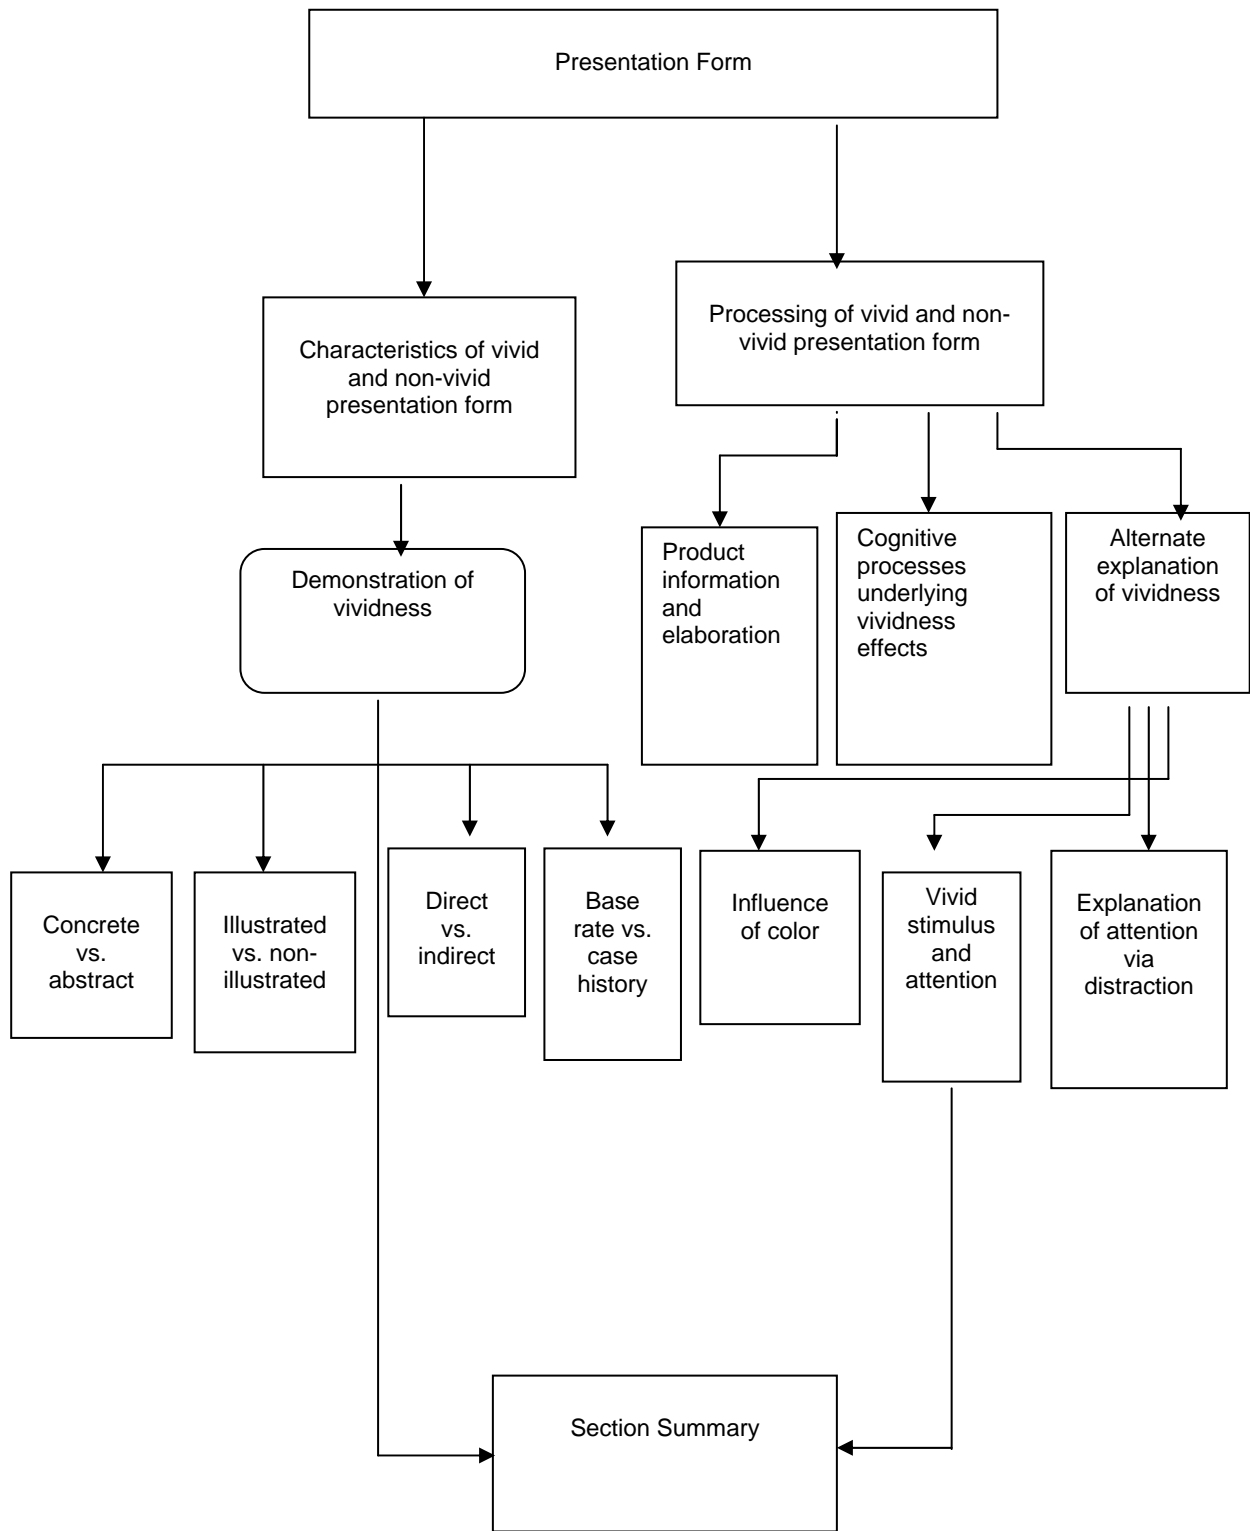 Presentation Form
Characteristics of vivid
and non-vivid
presentation form
Processing of vivid and non-
vivid presentation form
Demonstration of
vividness
Product
information
and
elaboration
Cognitive
processes
underlying
vividness
effects
Alternate
explanation
of vividness
Concrete
vs.
abstract
Illustrated
vs. non-
illustrated
Direct
vs.
indirect
Base
rate vs.
case
history
Influence
of color
Vivid
stimulus
and
attention
Explanation
of attention
via
distraction
Section Summary